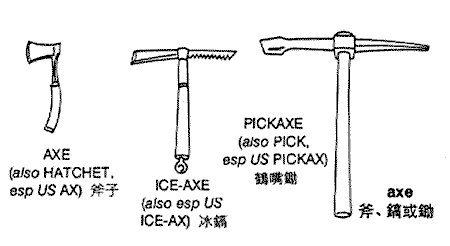 AXE
(also HATCHET,
esp US AX) 斧子
ICE-AXE
(also esp US
ICE-AX) 冰鎬
PICKAXE
(also PICK,
esp US PICKAX)
鶴嘴鋤
axe
斧、鎬或鋤